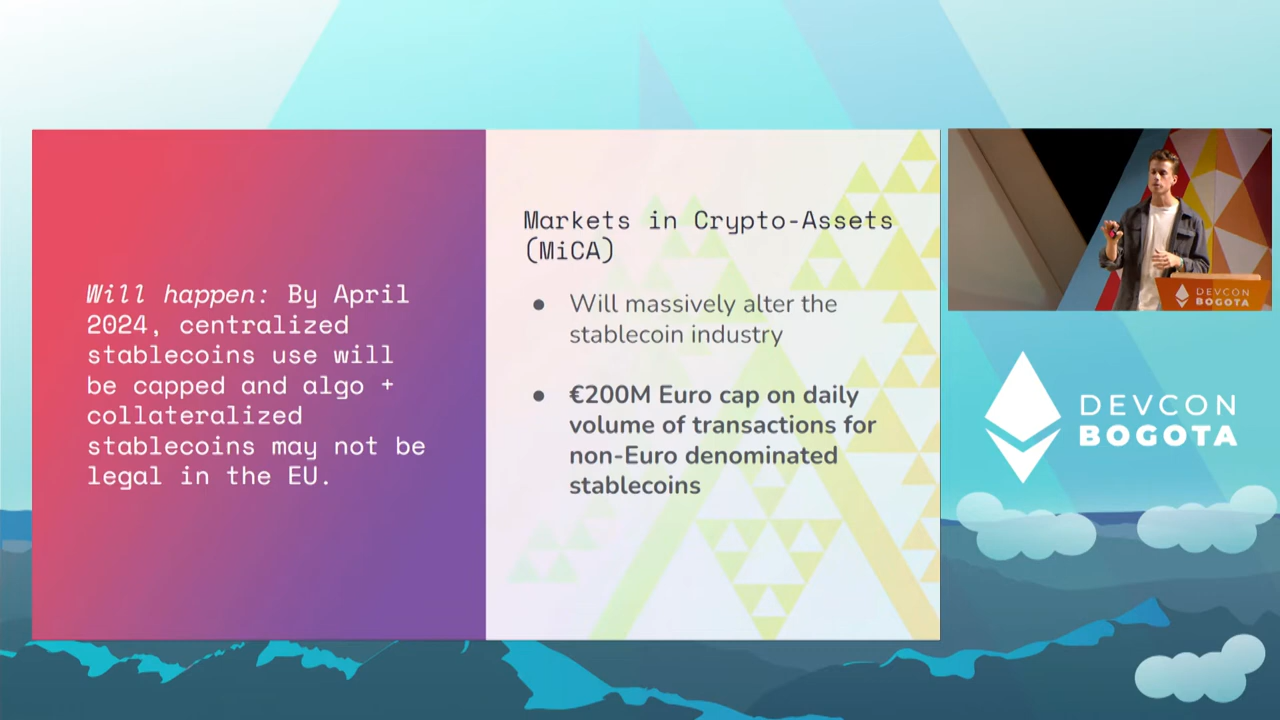 Will happen: By April
2024, centralized
stablecoins use will
be capped and algo +
collateralized
stablecoins may not be
legal in the EU.
Markets in Crypto-Assets
(MiCA)
● Will massively alter the
stablecoin industry
● €200M Euro cap on daily
volume of transactions for
non-Euro denominated
stablecoins
DEVCON
BOGOTA
DEVCON
BOGOTA